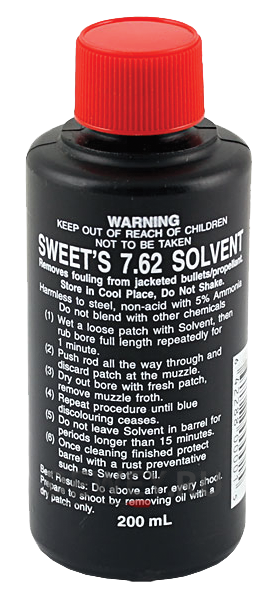 WARNING
KEEP OUT OF REACH OF CHILDREN
NOT TO BE TAKEN
SWEET'S 7.62 SOLVENT
Removes fouling from jacketed bullets/propellant.
Store in Cool Place, Do Not Shake.
Harmless to steel, non-acid with 5% Ammonia
Do not blend with other chemicals
(1) Wet a loose patch with Solvent, then
rub bore full length repeatedly for
1 minute.
(2) Push rod all the way through and
discard patch at the muzzle.
(3) Dry out bore with fresh patch,
remove muzzle froth.
(4) Repeat procedure until blue
discolouring ceases.
(5) Do not leave Solvent in barrel for
periods longer than 15 minutes.
(6) Once cleaning finished protect
barrel with a rust preventative
such as Sweet's Oil.
Best Results: Do above after every shoot.
Prepare to shoot by removing oil with a
dry patch only.
200 mL